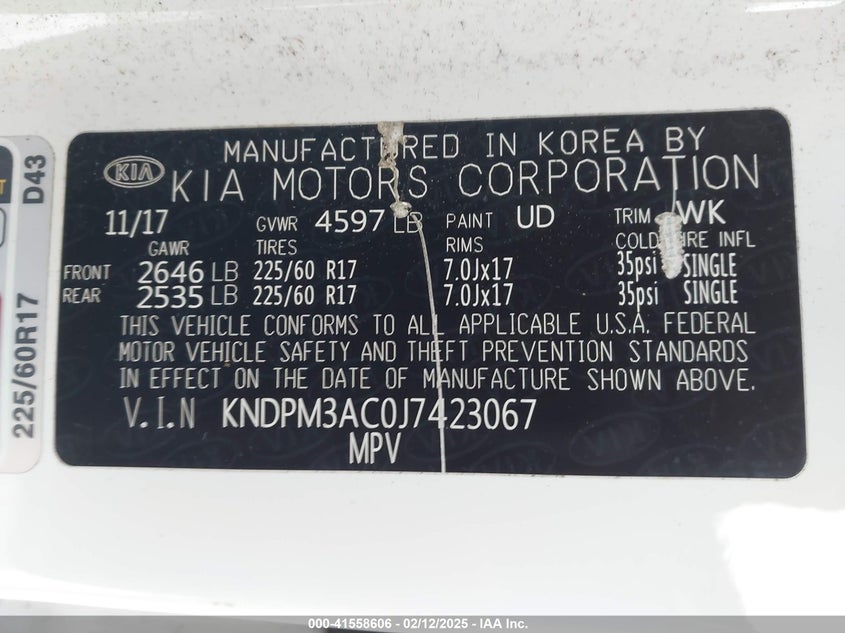 MANUFACTURED IN KOREA BY
KIA KIA MOTORS CORPORATION
11/17 GVWR 4597 LB PAINT UD TRIM WK
GAWR TIRES RIMS COLD TIRE INFL
FRONT 2646 LB 225/60 R17 7.0Jx17 35psi SINGLE
REAR 2535 LB 225/60 R17 7.0Jx17 35psi SINGLE
THIS VEHICLE CONFORMS TO ALL APPLICABLE U.S.A. FEDERAL
MOTOR VEHICLE SAFETY AND THEFT PREVENTION STANDARDS
IN EFFECT ON THE DATE OF MANUFACTURE SHOWN ABOVE.
V.I.N KNDPM3AC0J7423067
MPV
D43
225/60R17
000-41558606 - 02/12/2025 - IAA Inc.